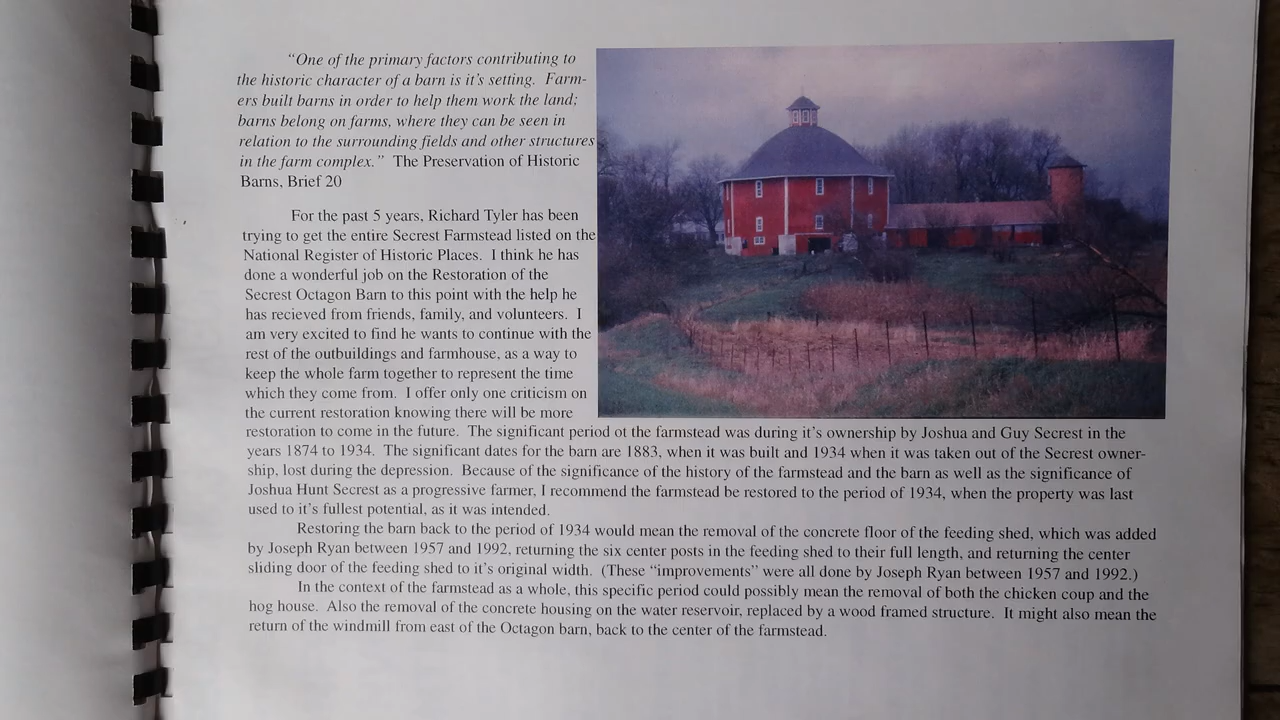 “One of the primary factors contributing to
the historic character of a barn is it’s setting.  Farm-
ers built barns in order to help them work the land;
barns belong on farms, where they can be seen in
relation to the surrounding fields and other structures
in the farm complex.”  The Preservation of Historic
Barns, Brief 20
For the past 5 years, Richard Tyler has been
trying to get the entire Secrest Farmstead listed on the
National Register of Historic Places.  I think he has
done a wonderful job on the Restoration of the
Secrest Octagon Barn to this point with the help he
has recieved from friends, family, and volunteers.  I
am very excited to find he wants to continue with the
rest of the outbuildings and farmhouse, as a way to
keep the whole farm together to represent the time
which they come from.  I offer only one criticism on
the current restoration knowing there will be more
restoration to come in the future.  The significant period of the farmstead was during it’s ownership by Joshua and Guy Secrest in the
years 1874 to 1934.  The significant dates for the barn are 1883, when it was built and 1934 when it was taken out of the Secrest owner-
ship, lost during the depression.  Because of the significance of the history of the farmstead and the barn as well as the significance of
Joshua Hunt Secrest as a progressive farmer, I recommend the farmstead be restored to the period of 1934, when the property was last
used to it’s fullest potential, as it was intended.
Restoring the barn back to the period of 1934 would mean the removal of the concrete floor of the feeding shed, which was added
by Joseph Ryan between 1957 and 1992, returning the six center posts in the feeding shed to their full length, and returning the center
sliding door of the feeding shed to it’s original width.  (These “improvements” were all done by Joseph Ryan between 1957 and 1992.)
In the context of the farmstead as a whole, this specific period could possibly mean the removal of both the chicken coup and the
hog house.  Also the removal of the concrete housing on the water reservoir, replaced by a wood framed structure.  It might also mean the
return of the windmill from east of the Octagon barn, back to the center of the farmstead.